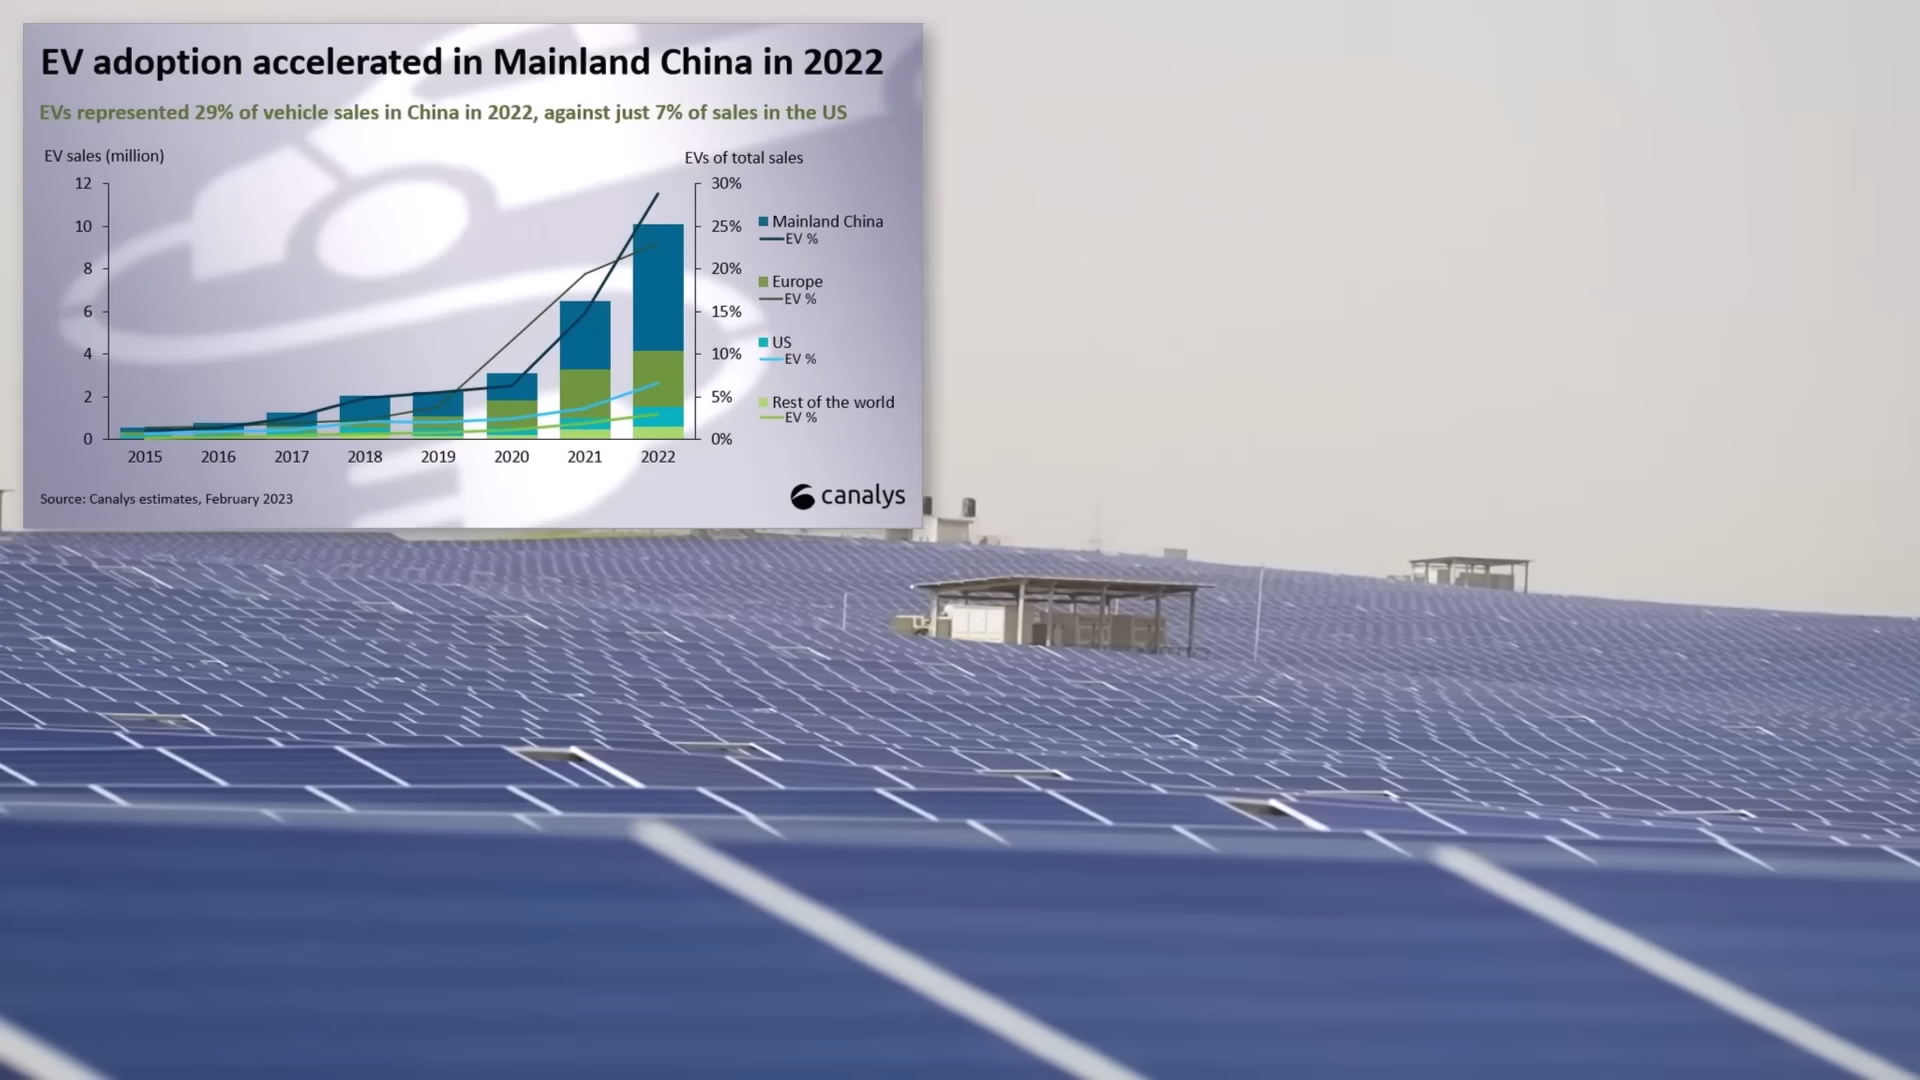 EV adoption accelerated in Mainland China in 2022
EVs represented 29% of vehicle sales in China in 2022, against just 7% of sales in the US
EV sales (million)
EVs of total sales
12
10
8
6
4
2
0
30%
25%
20%
15%
10%
5%
0%
2015 2016 2017 2018 2019 2020 2021 2022
Mainland China
EV %
Europe
EV %
US
EV %
Rest of the world
EV %
Source: Canalys estimates, February 2023
canalys